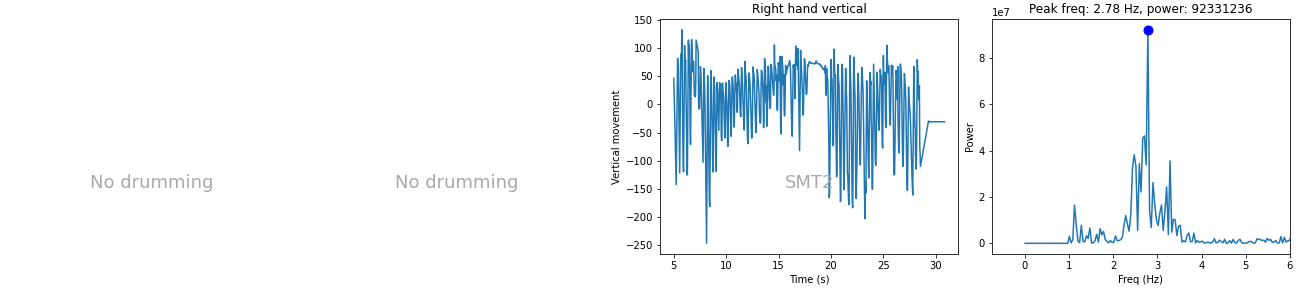 No drumming
No drumming
Right hand vertical
Vertical movement
150
100
50
0
−50
−100
−150
−200
−250
SMT2
5
10
15
20
25
30
Time (s)
Peak freq: 2.78 Hz, power: 92331236
1e7
Power
8
6
4
2
0
0
1
2
3
4
5
6
Freq (Hz)